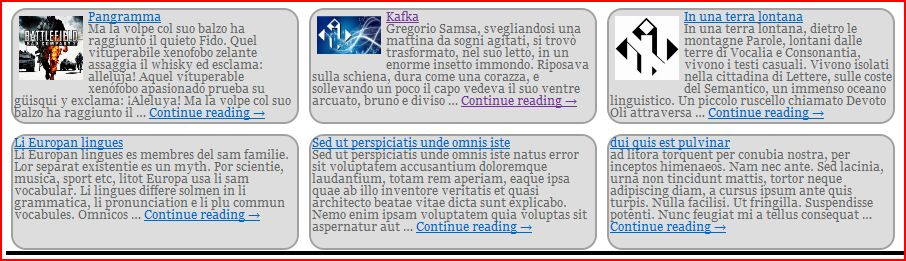 Pangramma
Ma la volpe col suo balzo ha
raggiunto il quieto Fido. Quel
vituperabile xenofobo zelante
assaggia il whisky ed esclama:
alleluja! Aquel vituperable
xenófobo apasionado prueba su
güisqui y exclama: ¡Aleluya! Ma la volpe col suo
balzo ha raggiunto il ... Continue reading →
Kafka
Gregorio Samsa, svegliandosi una
mattina da sogni agitati, si trovò
trasformato, nel suo letto, in un
enorme insetto immondo. Riposava
sulla schiena, dura come una corazza, e
sollevando un poco il capo vedeva il suo ventre
arcuato, bruno e diviso ... Continue reading →
In una terra lontana
In una terra lontana, dietro le
montagne Parole, lontani dalle
terre di Vocalia e Consonantia,
vivono i testi casuali. Vivono isolati
nella cittadina di Lettere, sulle coste
del Semantico, un immenso oceano
linguistico. Un piccolo ruscello chiamato Devoto
Oli attraversa ... Continue reading →
Li Europan lingues
Li Europan lingues es membres del sam familie.
Lor separat existentie es un myth. Por scientie,
musica, sport etc, litot Europa usa li sam
vocabular. Li lingues differe solmen in li
grammatica, li pronunciation e li plu commun
vocabules. Omnicos ... Continue reading →
Sed ut perspiciatis unde omnis iste
Sed ut perspiciatis unde omnis iste natus error
sit voluptatem accusantium doloremque
laudantium, totam rem aperiam, eaque ipsa
quae ab illo inventore veritatis et quasi
architecto beatae vitae dicta sunt explicabo.
Nemo enim ipsam voluptatem quia voluptas sit
aspernatur aut ... Continue reading →
dui quis est pulvinar
ad litora torquent per conubia nostra, per
inceptos himenaeos. Nam nec ante. Sed lacinia,
urna non tincidunt mattis, tortor neque
adipiscing diam, a cursus ipsum ante quis
turpis. Nulla facilisi. Ut fringilla. Suspendisse
potenti. Nunc feugiat mi a tellus consequat ...
Continue reading →